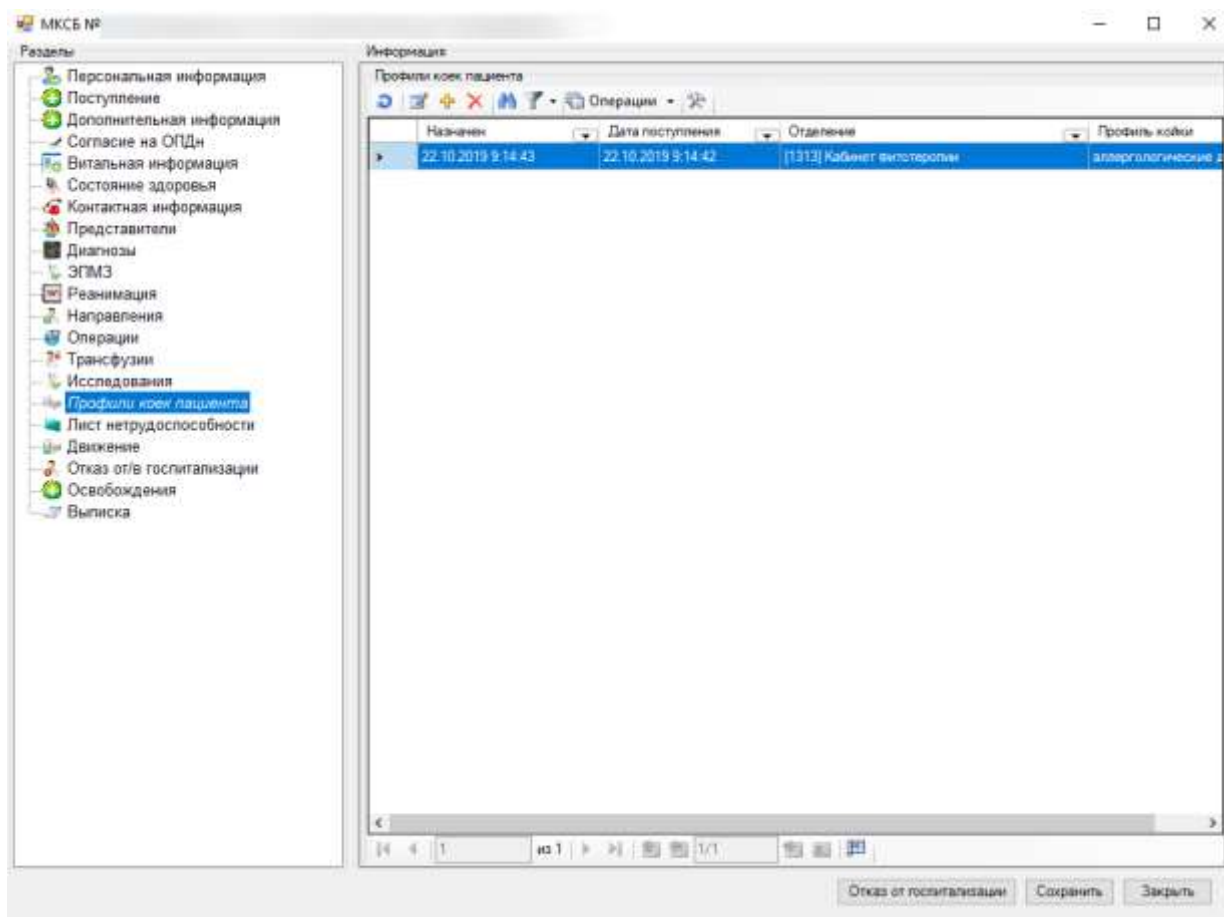 МКСБ №
Разделы
Персональная информация
Поступление
Дополнительная информация
Согласие на ОПДн
Витальная информация
Состояние здоровья
Контактная информация
Представители
Диагнозы
ЭПМЗ
Реанимация
Направления
Операции
Трансфузии
Исследования
Профили коек пациента
Лист нетрудоспособности
Движение
Отказ от/в госпитализации
Освобождения
Выписка
Информация
Профили коек пациента
Операции
Назначен Дата поступления Отделение Профиль койки
22.10.2019 9:14:43 22.10.2019 9:14:42 [1313] Кабинет аллергологические д
1 из 1 1/1
Отказ от госпитализации Сохранить Закрыть